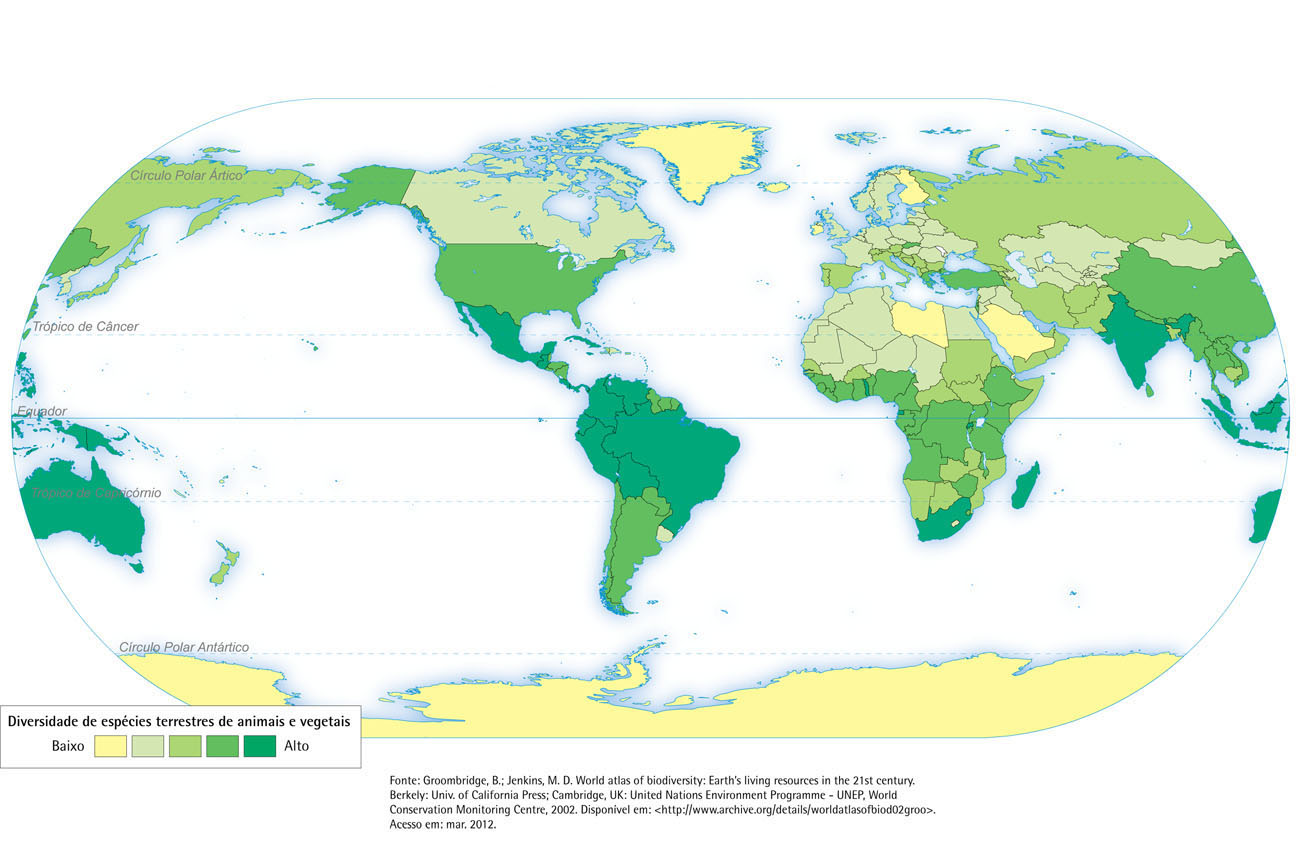 Círculo Polar Ártico
Trópico de Câncer
Equador
Trópico de Capricórnio
Círculo Polar Antártico
Diversidade de espécies terrestres de animais e vegetais
Baixo Alto
Fonte: Groombridge, B.; Jenkins, M. D. World atlas of biodiversity: Earth's living resources in the 21st century.
Berkely: Univ. of California Press; Cambridge, UK: United Nations Environment Programme - UNEP, World
Conservation Monitoring Centre, 2002. Disponível em: <http://www.archive.org/details/worldatlasofbiod02groo>.
Acesso em: mar. 2012.